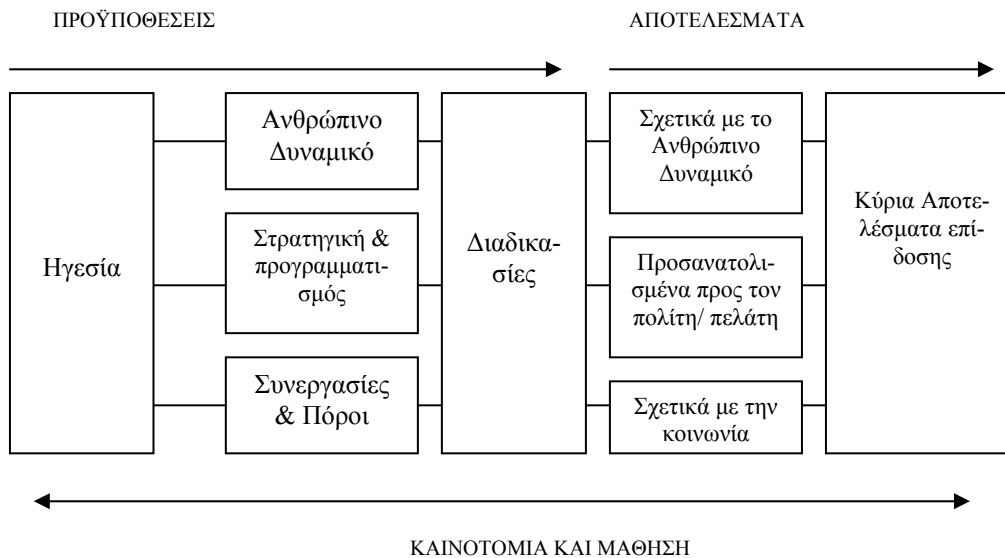 ΠΡΟΫΠΟΘΕΣΕΙΣ
ΑΠΟΤΕΛΕΣΜΑΤΑ
Ηγεσία
Ανθρώπινο
Δυναμικό
Στρατηγική &
προγραμματι-
σμός
Συνεργασίες
& Πόροι
Διαδικα-
σίες
Σχετικά με το
Ανθρώπινο
Δυναμικό
Προσανατολι-
σμένα προς τον
πολίτη/ πελάτη
Σχετικά με την
κοινωνία
Κύρια Αποτε-
λέσματα επί-
δοσης
ΚΑΙΝΟΤΟΜΙΑ ΚΑΙ ΜΑΘΗΣΗ